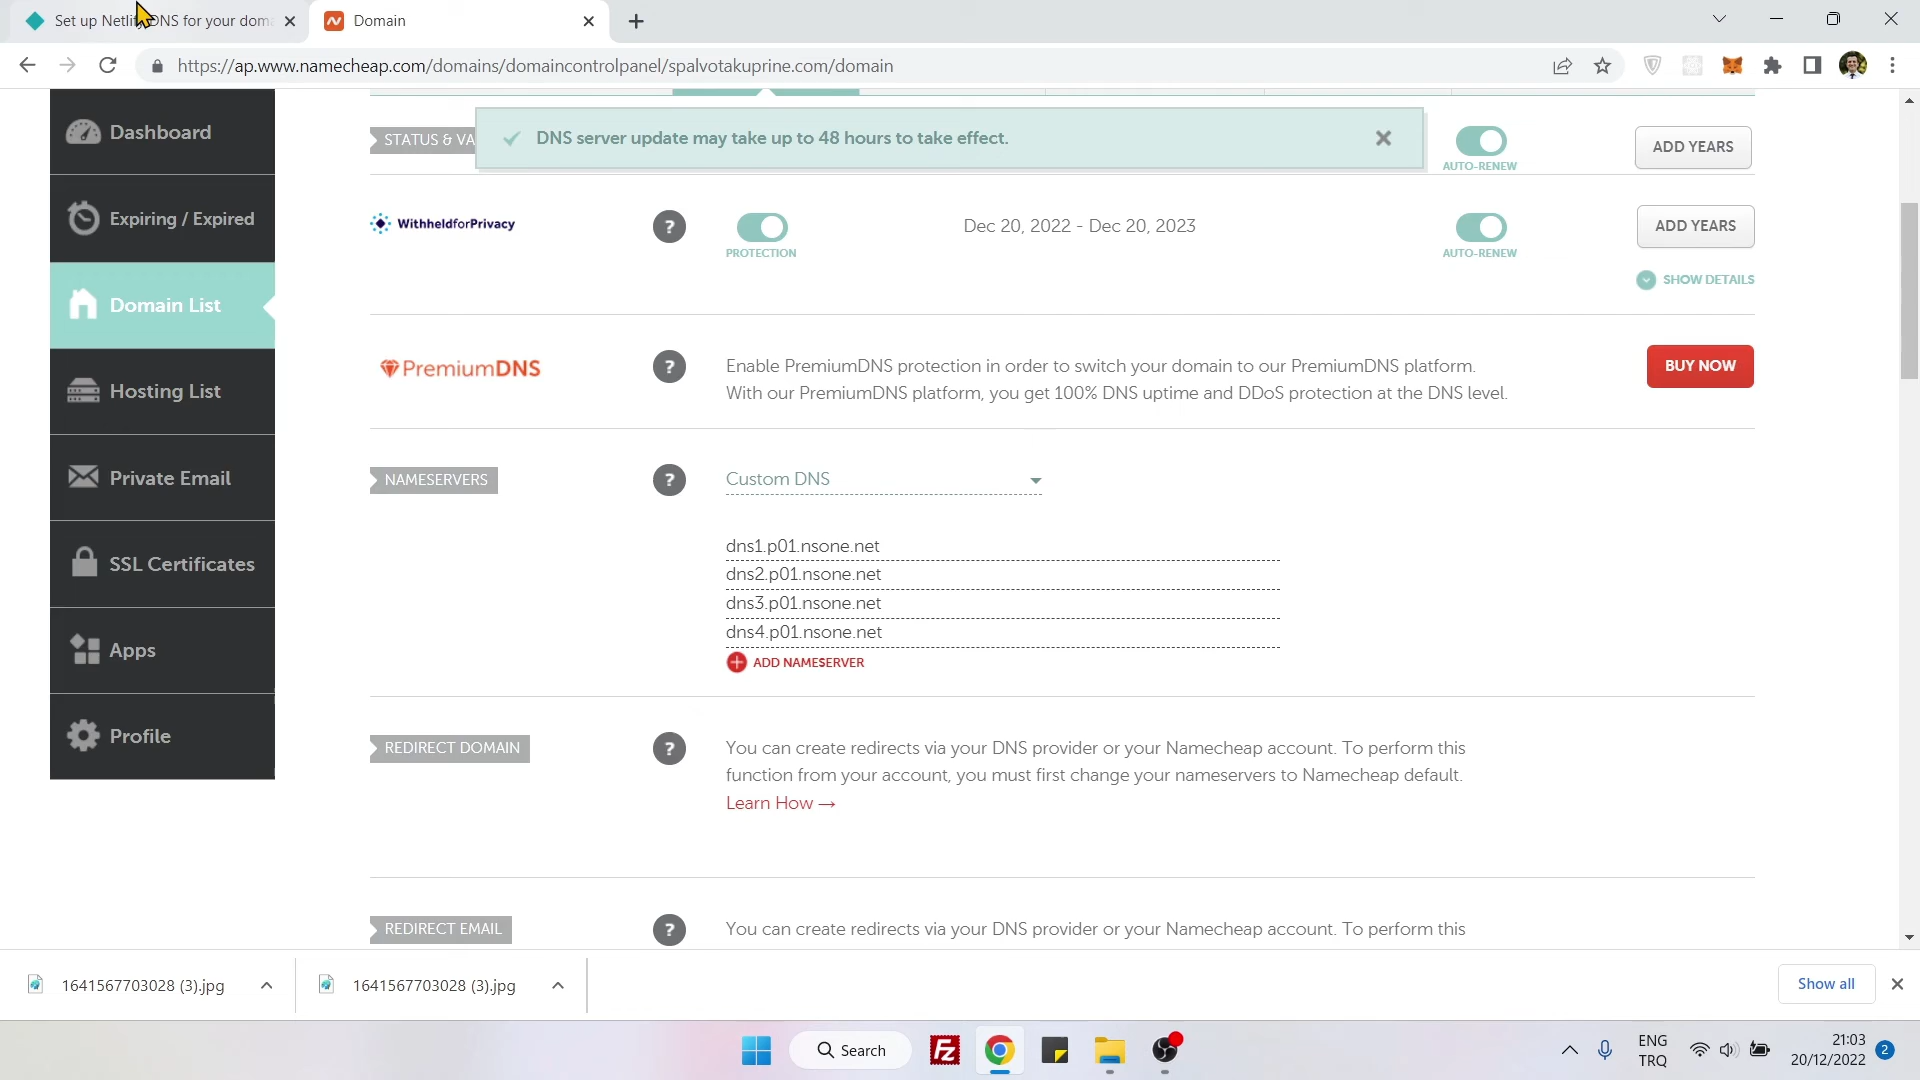 Set up Netlify DNS for your doma
Domain
https://ap.www.namecheap.com/domains/domaincontrolpanel/spalvotakuprine.com/domain
Dashboard
Expiring / Expired
Domain List
Hosting List
Private Email
SSL Certificates
Apps
Profile
STATUS & VA
DNS server update may take up to 48 hours to take effect.
AUTO-RENEW
ADD YEARS
WithheldforPrivacy
?
PROTECTION
Dec 20, 2022 - Dec 20, 2023
AUTO-RENEW
ADD YEARS
SHOW DETAILS
PremiumDNS
?
Enable PremiumDNS protection in order to switch your domain to our PremiumDNS platform.
With our PremiumDNS platform, you get 100% DNS uptime and DDoS protection at the DNS level.
BUY NOW
NAMESERVERS
?
Custom DNS
dns1.p01.nsone.net
dns2.p01.nsone.net
dns3.p01.nsone.net
dns4.p01.nsone.net
ADD NAMESERVER
REDIRECT DOMAIN
?
You can create redirects via your DNS provider or your Namecheap account. To perform this
function from your account, you must first change your nameservers to Namecheap default.
Learn How →
REDIRECT EMAIL
?
You can create redirects via your DNS provider or your Namecheap account. To perform this
1641567703028 (3).jpg
1641567703028 (3).jpg
Show all
Search
Fz
ENG
TRQ
21:03
20/12/2022
2